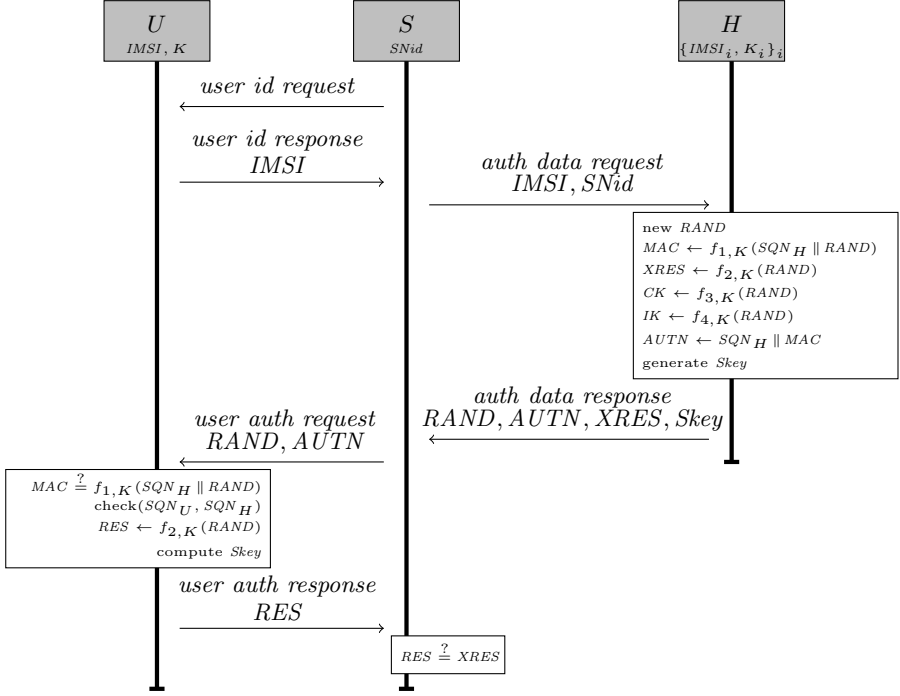 U
IMSI, K
S
SNid
H
{IMSI_i, K_i}_i
user id request
user id response
IMSI
auth data request
IMSI, SNid
new RAND
MAC ← f_{1,K}(SQN_H ∥ RAND)
XRES ← f_{2,K}(RAND)
CK ← f_{3,K}(RAND)
IK ← f_{4,K}(RAND)
AUTN ← SQN_H ∥ MAC
generate Skey
auth data response
RAND, AUTN, XRES, Skey
user auth request
RAND, AUTN
MAC ≟ f_{1,K}(SQN_H ∥ RAND)
check(SQN_U, SQN_H)
RES ← f_{2,K}(RAND)
compute Skey
user auth response
RES
RES ≟ XRES